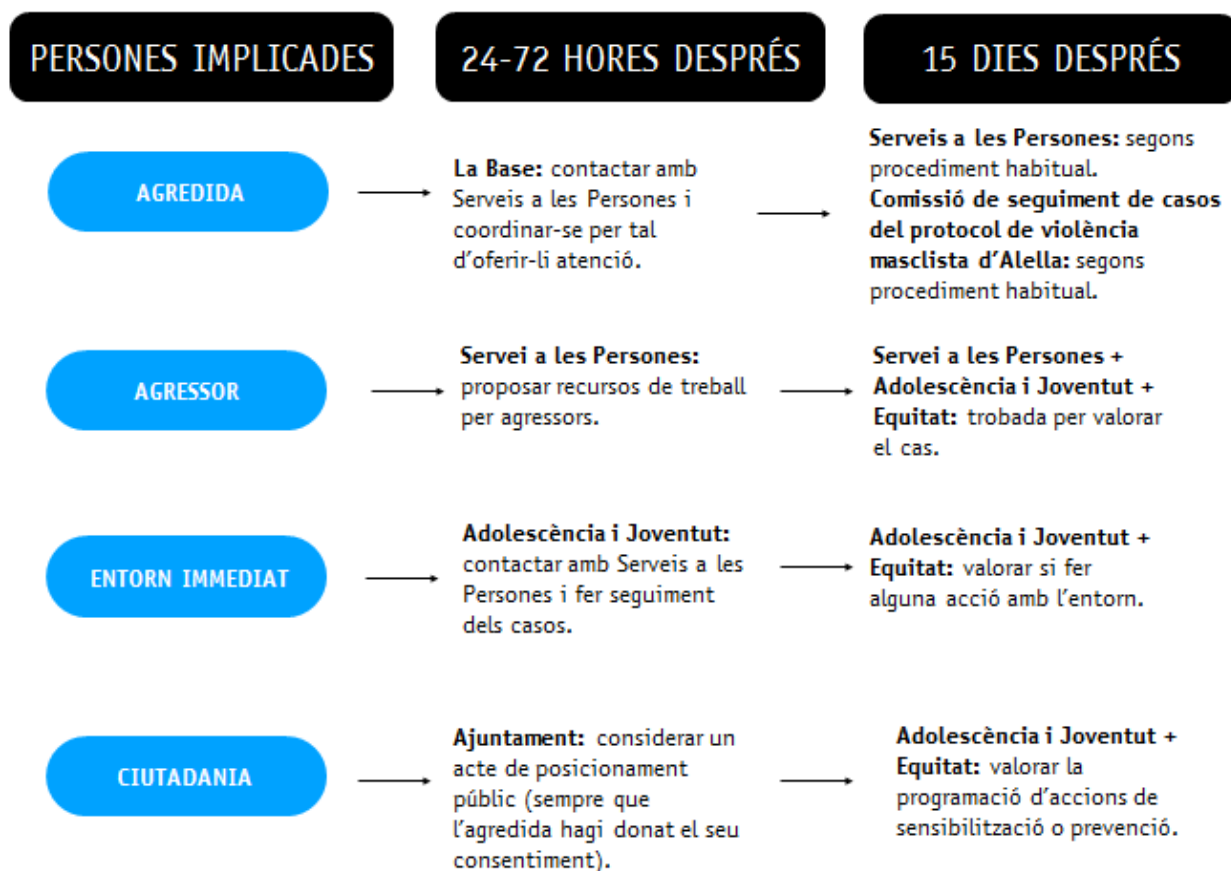 PERSONES IMPLICADES
24-72 HORES DESPRÉS
15 DIES DESPRÉS
AGREDIDA
La Base: contactar amb
Serveis a les Persones i
coordinar-se per tal
d'oferir-li atenció.
Serveis a les Persones: segons
procediment habitual.
Comissió de seguiment de casos
del protocol de violència
masclista d'Alella: segons
procediment habitual.
AGRESSOR
Servei a les Persones:
proposar recursos de treball
per agressors.
Servei a les Persones +
Adolescència i Joventut +
Equitat: trobada per valorar
el cas.
ENTORN IMMEDIAT
Adolescència i Joventut:
contactar amb Serveis a les
Persones i fer seguiment
dels casos.
Adolescència i Joventut +
Equitat: valorar si fer
alguna acció amb l'entorn.
CIUTADANIA
Ajuntament: considerar un
acte de posicionament
públic (sempre que
l'agredida hagi donat el seu
consentiment).
Adolescència i Joventut +
Equitat: valorar la
programació d'accions de
sensibilització o prevenció.